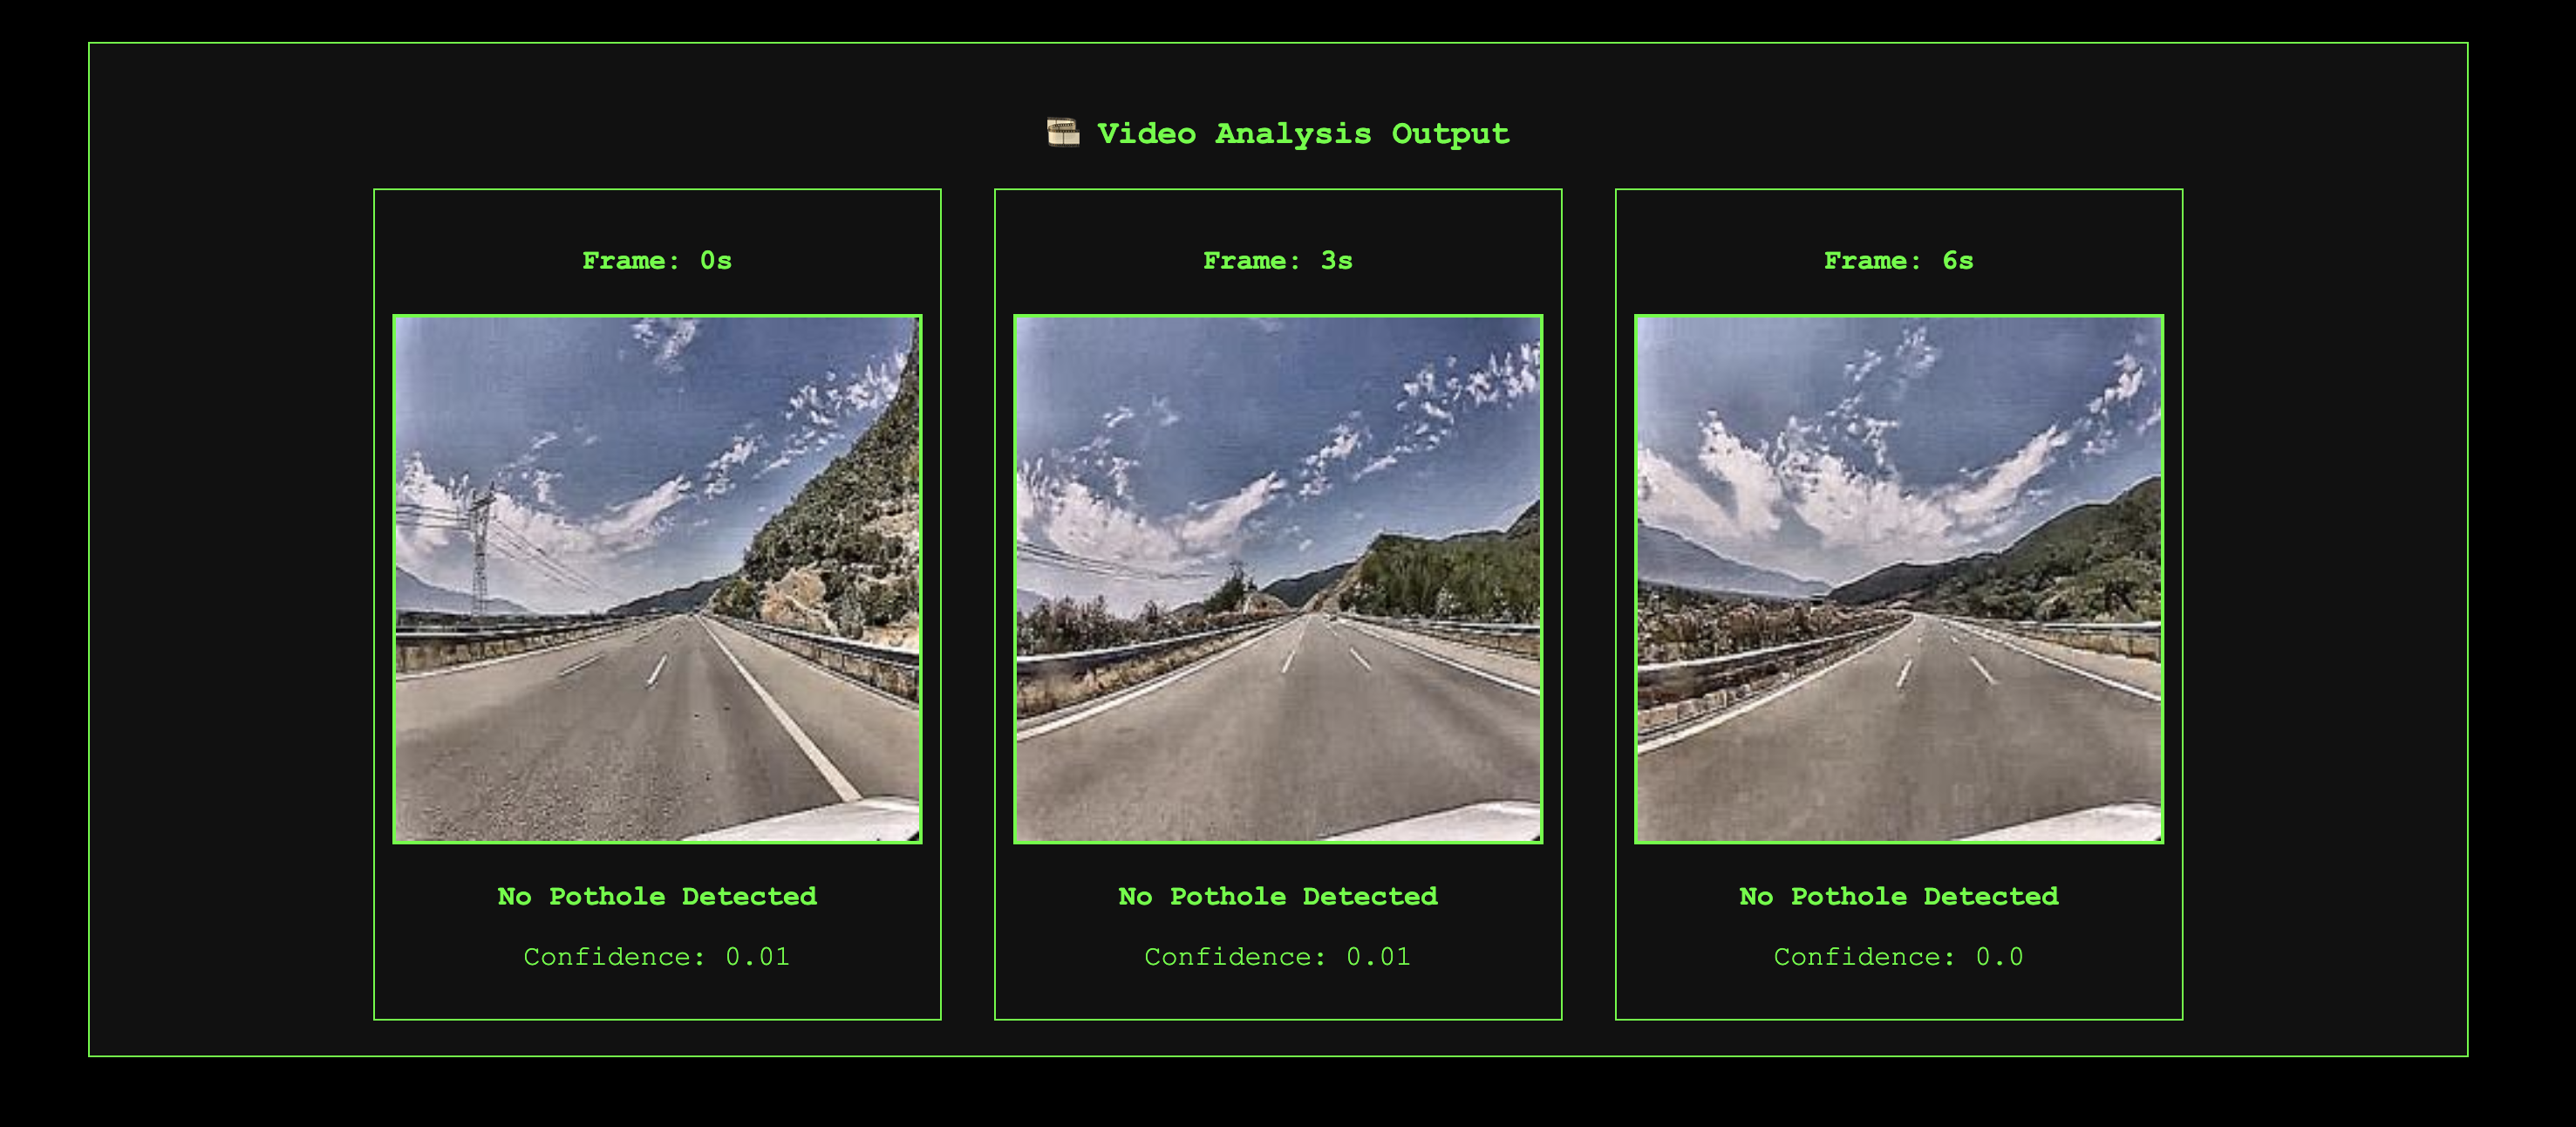 Video Analysis Output
Frame: 0s
Frame: 3s
Frame: 6s
No Pothole Detected
No Pothole Detected
No Pothole Detected
Confidence: 0.01
Confidence: 0.01
Confidence: 0.0